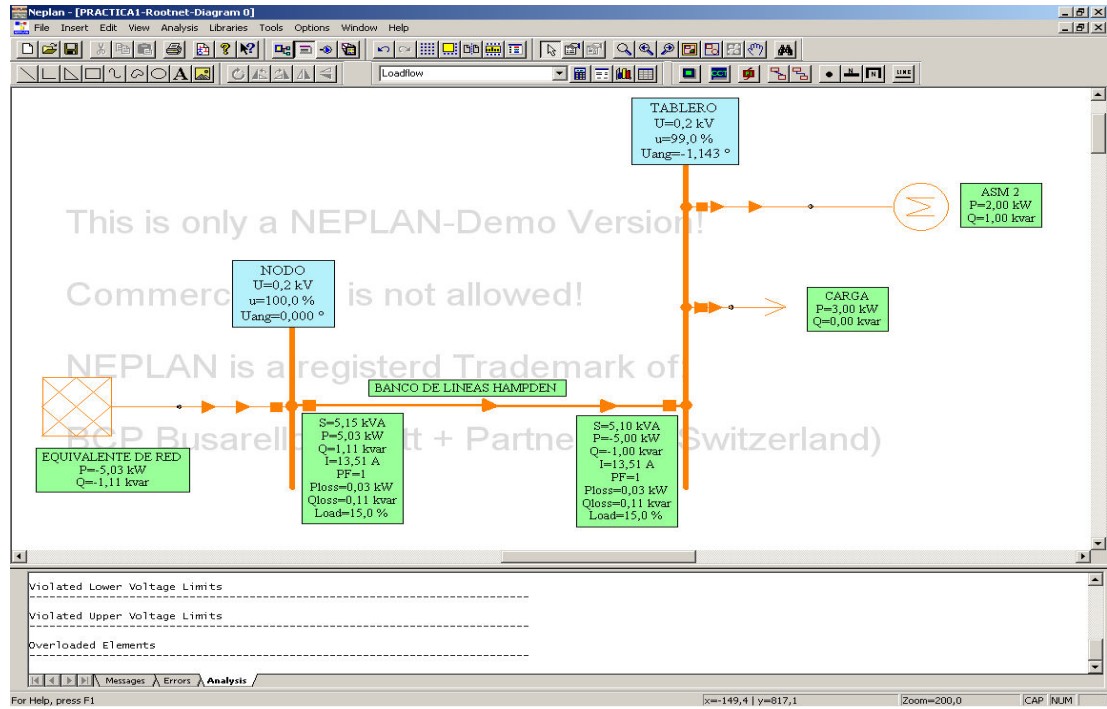 Neplan - [PRACTICA1-Rootnet-Diagram 0]
File Insert Edit View Analysis Libraries Tools Options Window Help
Loadflow
TABLERO
U=0,2 kV
u=99,0 %
Uang=-1,143 °
ASM 2
P=2,00 kW
Q=1,00 kvar
This is only a NEPLAN-Demo Version!
NODO
U=0,2 kV
u=100,0 %
Uang=0,000 °
Commerc is not allowed!
CARGA
P=3,00 kW
Q=0,00 kvar
NEPLAN is a registerd Trademark of:
BANCO DE LINEAS HAMPDEN
BCP Busarell tt + Partne Switzerland)
EQUIVALENTE DE RED
P=-5,03 kW
Q=-1,11 kvar
S=5,15 kVA
P=5,03 kW
Q=1,11 kvar
I=13,51 A
PF=1
Ploss=0,03 kW
Qloss=0,11 kvar
Load=15,0 %
S=5,10 kVA
P=-5,00 kW
Q=-1,00 kvar
I=13,51 A
PF=1
Ploss=0,03 kW
Qloss=0,11 kvar
Load=15,0 %
Violated Lower Voltage Limits
Violated Upper Voltage Limits
Overloaded Elements
Messages Errors Analysis
For Help, press F1
x=-149,4 | y=817,1
Zoom=200,0
CAP NUM